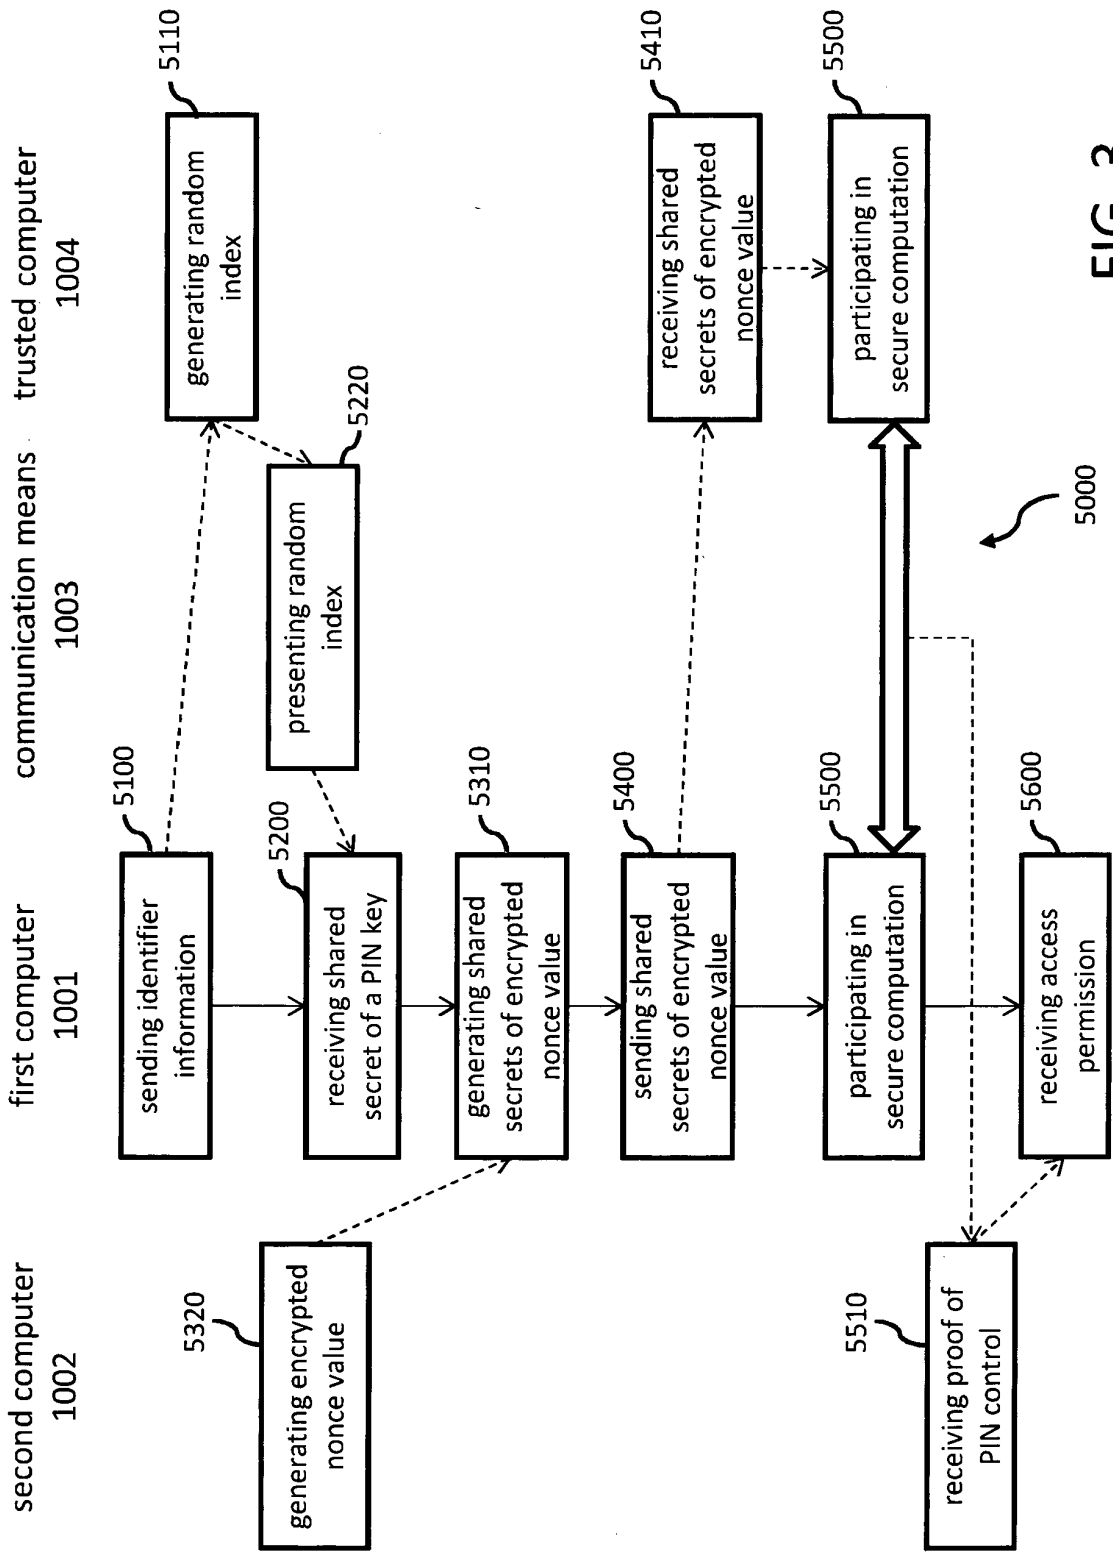 second computer
1002
first computer
1001
communication means
1003
trusted computer
1004
5100
sending identifier
information
5110
generating random
index
5220
presenting random
index
5200
receiving shared
secret of a PIN key
5320
generating encrypted
nonce value
5310
generating shared
secrets of encrypted
nonce value
5400
sending shared
secrets of encrypted
nonce value
5410
receiving shared
secrets of encrypted
nonce value
5500
participating in
secure computation
5500
participating in
secure computation
5510
receiving proof of
PIN control
5600
receiving access
permission
5000
FIG. 3